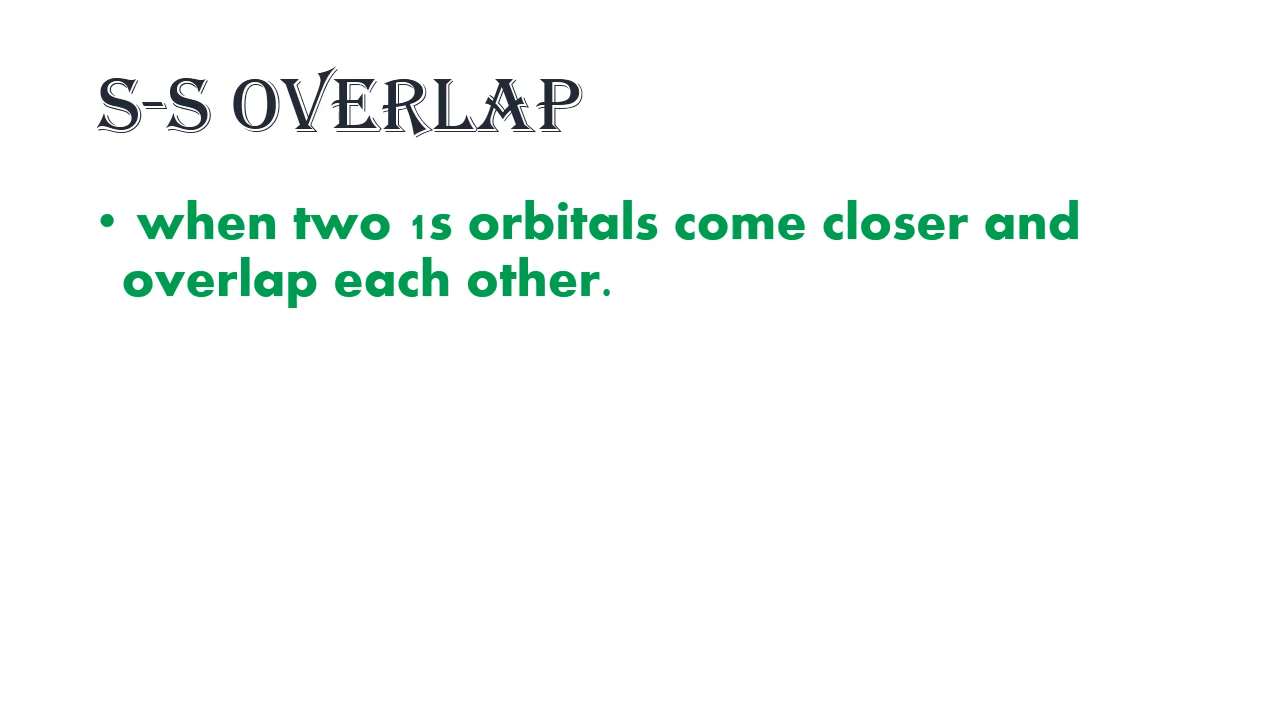 S-S OVERLAP
• when two 1s orbitals come closer and
overlap each other.